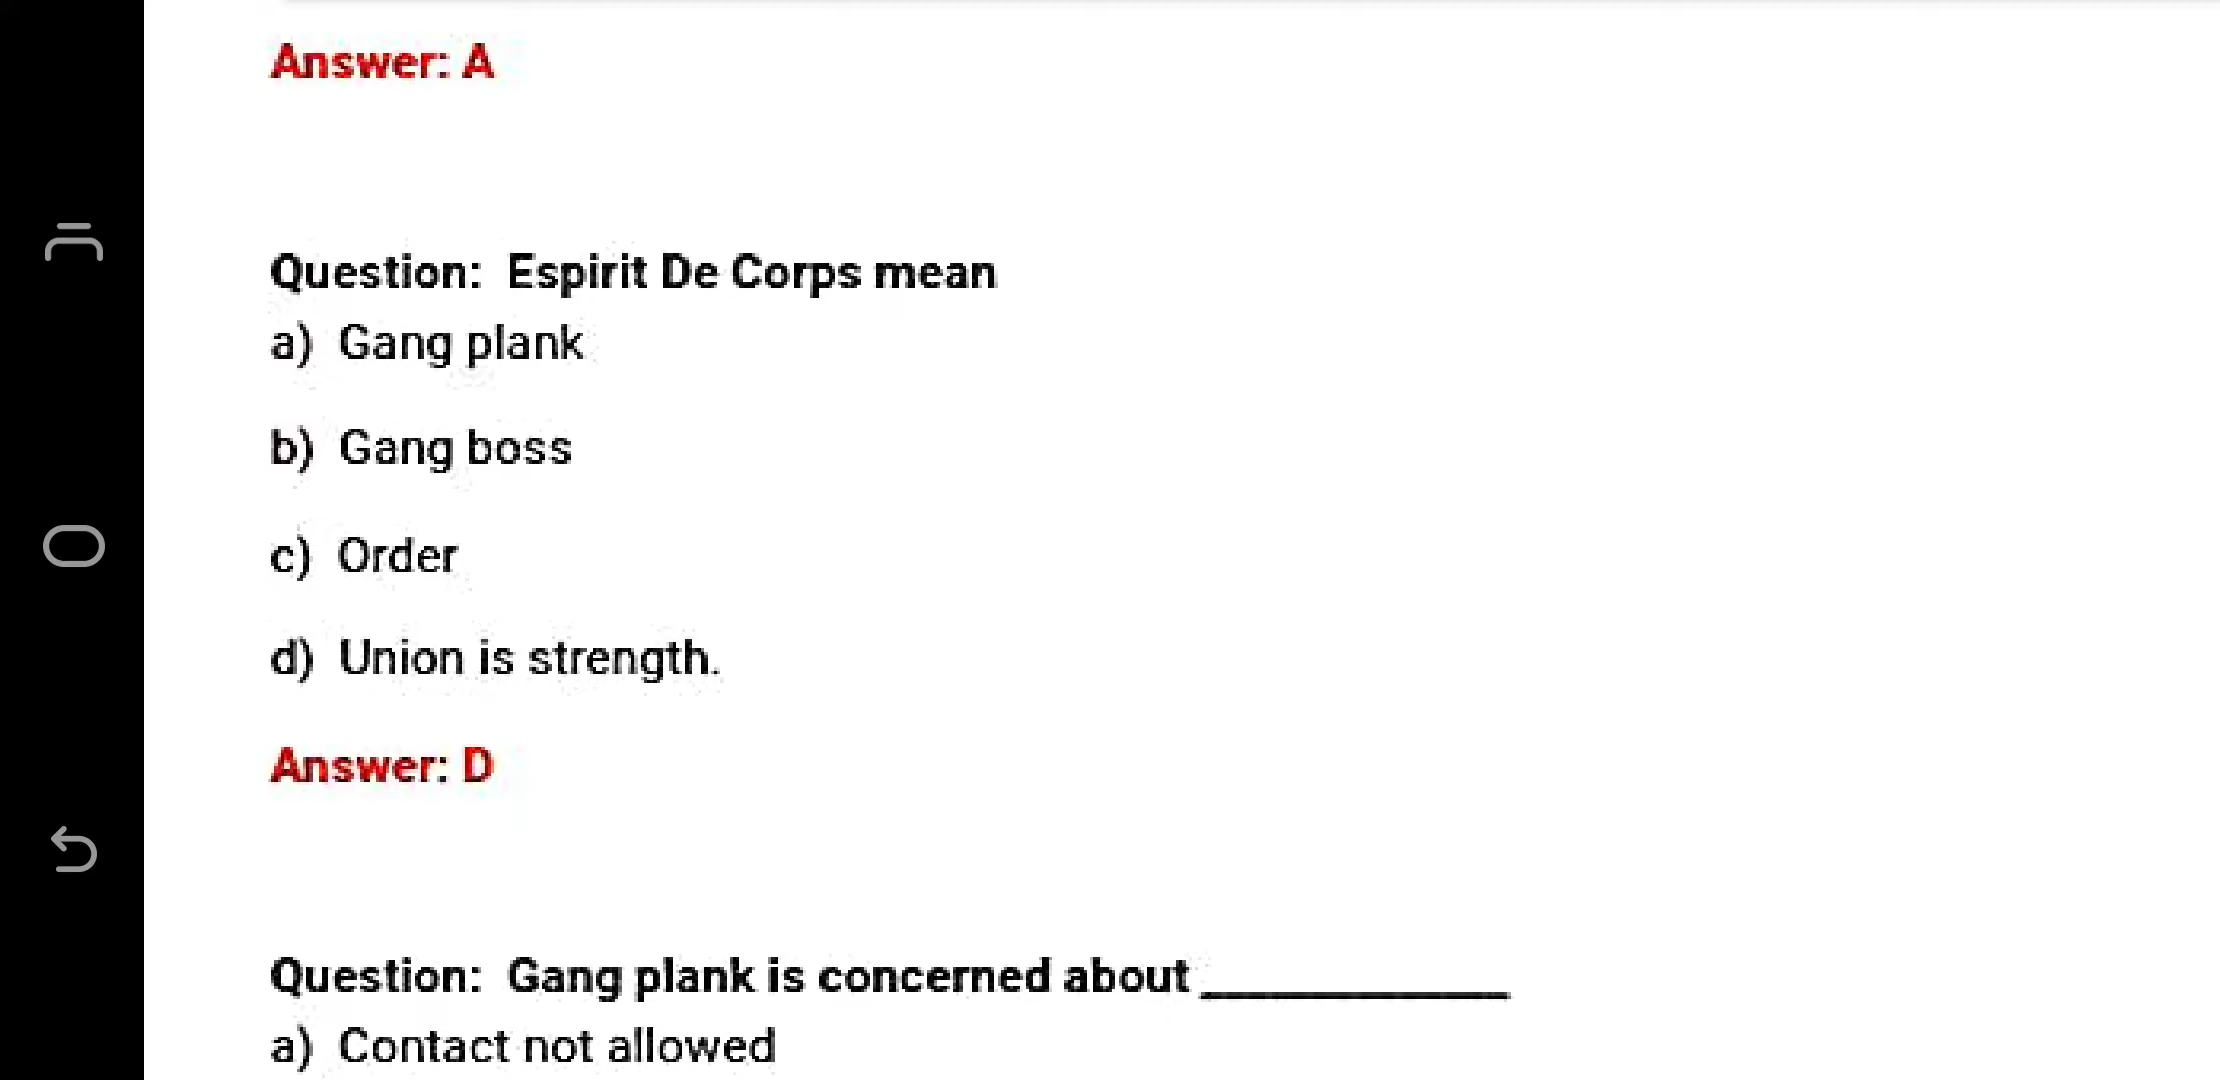 Answer: A
Question: Espirit De Corps mean
a) Gang plank
b) Gang boss
c) Order
d) Union is strength.
Answer: D
Question: Gang plank is concerned about ____________
a) Contact not allowed